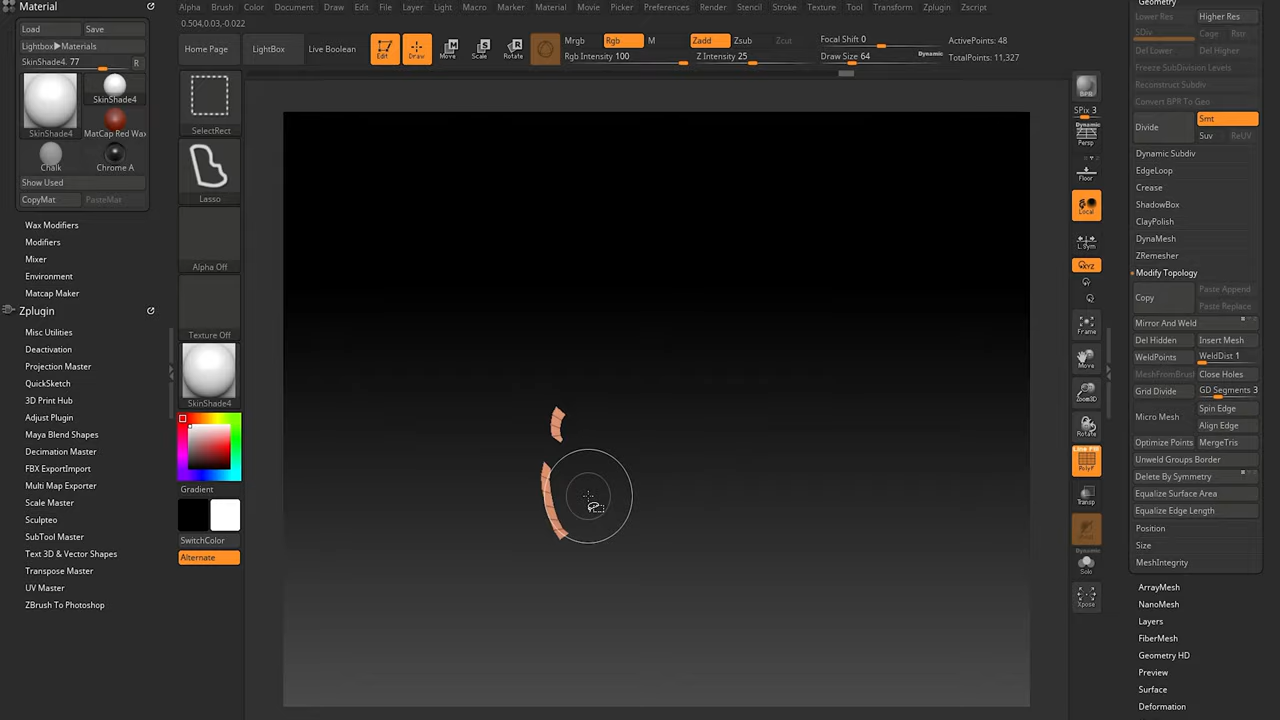 Material
Alpha Brush Color Document Draw Edit File Layer Light Macro Marker Material Movie Picker Preferences Render Stencil Stroke Texture Tool Transform Zplugin Zscript
0.504,0.03,-0.022
Load Save
Lightbox▶Materials
SkinShade4. 77 R
SkinShade4
SkinShade4 MatCap Red Wax
Chalk Chrome A
Show Used
CopyMat PasteMat
Wax Modifiers
Modifiers
Mixer
Environment
Matcap Maker
Zplugin
Misc Utilities
Deactivation
Projection Master
QuickSketch
3D Print Hub
Adjust Plugin
Maya Blend Shapes
Decimation Master
FBX ExportImport
Multi Map Exporter
Scale Master
Sculpteo
SubTool Master
Text 3D & Vector Shapes
Transpose Master
UV Master
ZBrush To Photoshop
Home Page LightBox Live Boolean
Edit Draw Move Scale Rotate
Mrgb Rgb M
Rgb Intensity 100
Zadd Zsub Zcut
Z Intensity 25
Focal Shift 0
Draw Size 64 Dynamic
ActivePoints: 48
TotalPoints: 11,327
SelectRect
Lasso
Alpha Off
Texture Off
SkinShade4
Gradient
SwitchColor
Alternate
BPR
SPix 3
Dynamic
Persp
Floor
Local
L.Sym
XYZ
Frame
Move
Zoom3D
Rotate
Line Fill
PolyF
Transp
Dynamic
Solo
Xpose
Geometry
Lower Res Higher Res
SDiv Cage Rstr
Del Lower Del Higher
Freeze SubDivision Levels
Reconstruct Subdiv
Convert BPR To Geo
Divide Smt
Suv ReUV
Dynamic Subdiv
EdgeLoop
Crease
ShadowBox
ClayPolish
DynaMesh
ZRemesher
Modify Topology
Copy Paste Append
Paste Replace
Mirror And Weld
Del Hidden Insert Mesh
WeldPoints WeldDist 1
MeshFromBrush Close Holes
Grid Divide GD Segments 3
Micro Mesh Spin Edge
Align Edge
Optimize Points MergeTris
Unweld Groups Border
Delete By Symmetry
Equalize Surface Area
Equalize Edge Length
Position
Size
MeshIntegrity
ArrayMesh
NanoMesh
Layers
FiberMesh
Geometry HD
Preview
Surface
Deformation